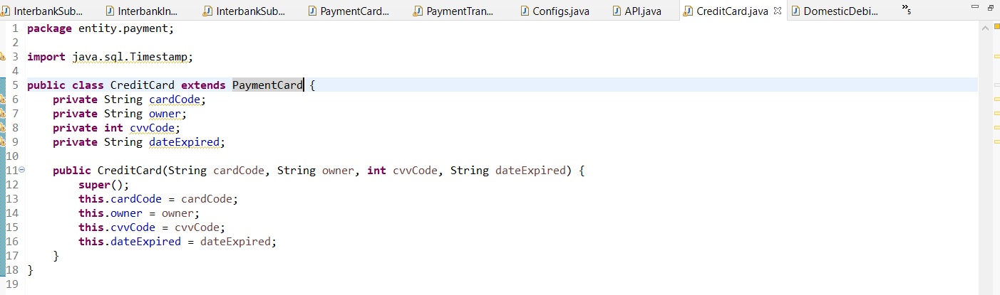 InterbankSub... InterbankIn... InterbankSub... PaymentCard... PaymentTran... Configs.java API.java CreditCard.java DomesticDebi... »5
1 package entity.payment;
2
3 import java.sql.Timestamp;
4
5 public class CreditCard extends PaymentCard {
6 private String cardCode;
7 private String owner;
8 private int cvvCode;
9 private String dateExpired;
10
11 public CreditCard(String cardCode, String owner, int cvvCode, String dateExpired) {
12 super();
13 this.cardCode = cardCode;
14 this.owner = owner;
15 this.cvvCode = cvvCode;
16 this.dateExpired = dateExpired;
17 }
18 }
19